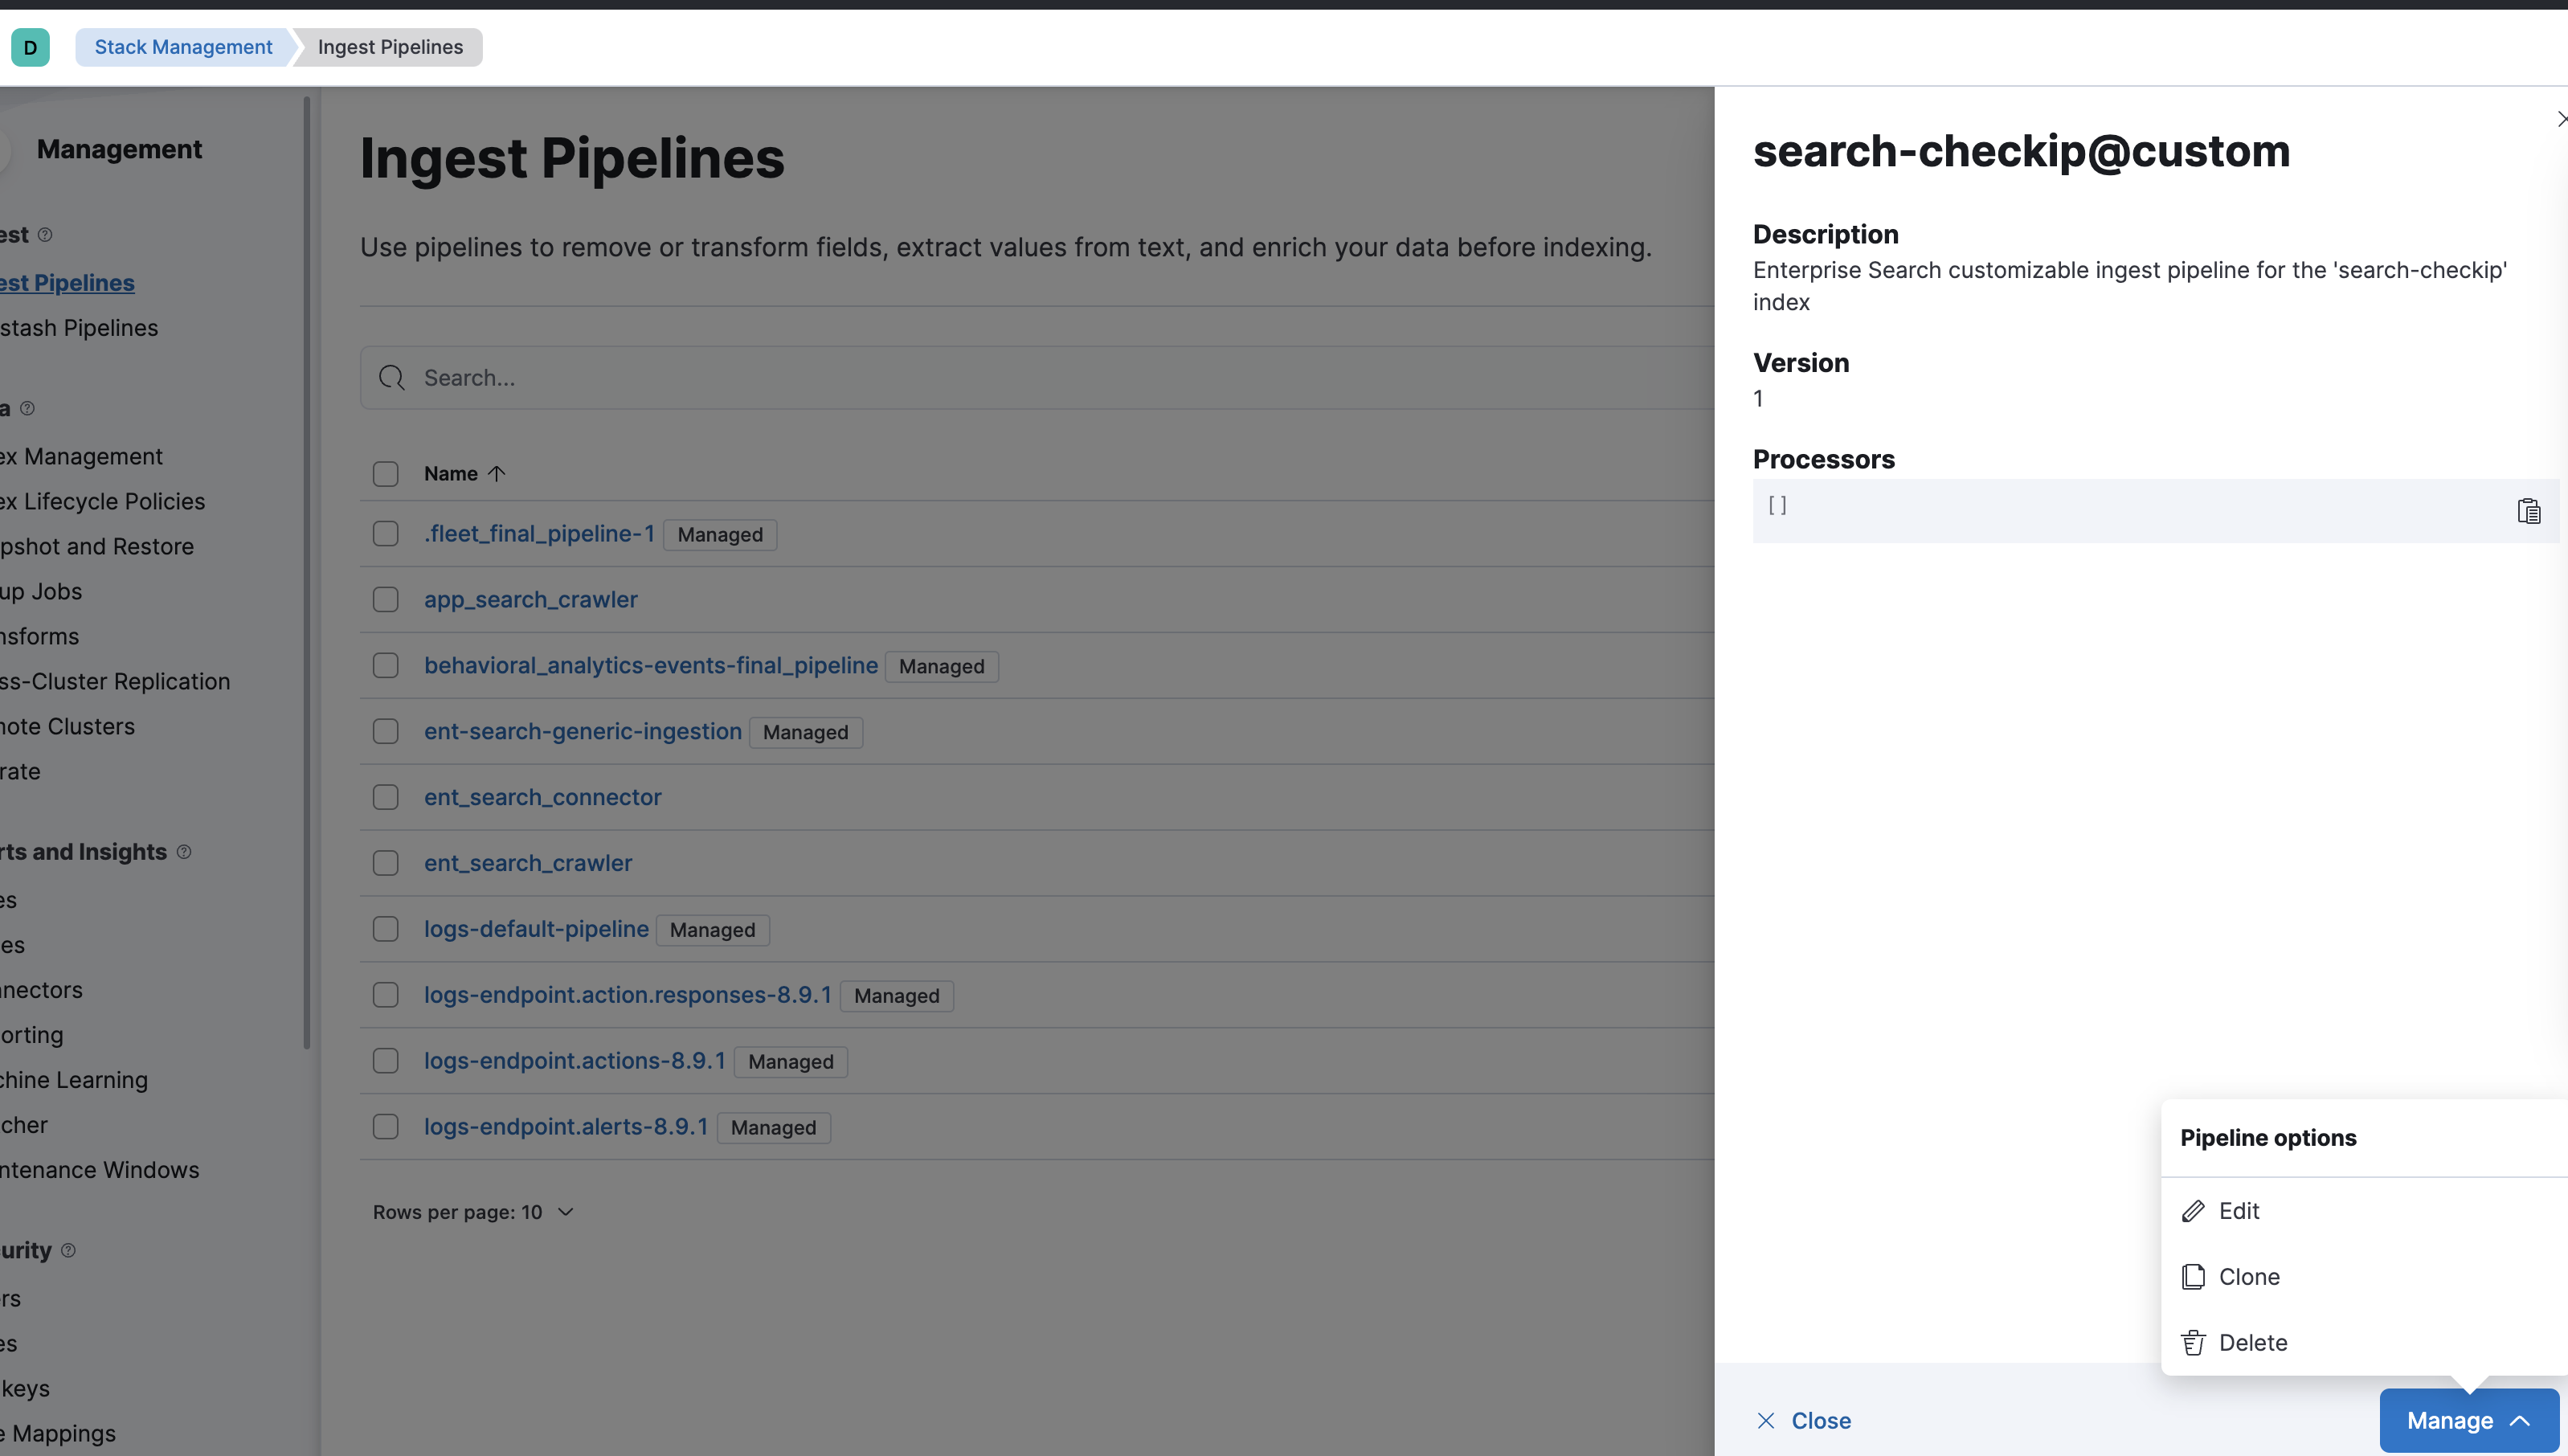 D
Stack Management
Ingest Pipelines
Management
est
est Pipelines
stash Pipelines
a
ex Management
ex Lifecycle Policies
pshot and Restore
up Jobs
nsforms
ss-Cluster Replication
note Clusters
rate
rts and Insights
es
es
nnectors
orting
chine Learning
cher
ntenance Windows
curity
rs
es
keys
e Mappings
Ingest Pipelines
Use pipelines to remove or transform fields, extract values from text, and enrich your data before indexing.
Search...
Name
.fleet_final_pipeline-1 Managed
app_search_crawler
behavioral_analytics-events-final_pipeline Managed
ent-search-generic-ingestion Managed
ent_search_connector
ent_search_crawler
logs-default-pipeline Managed
logs-endpoint.action.responses-8.9.1 Managed
logs-endpoint.actions-8.9.1 Managed
logs-endpoint.alerts-8.9.1 Managed
Rows per page: 10
search-checkip@custom
Description
Enterprise Search customizable ingest pipeline for the 'search-checkip'
index
Version
1
Processors
[]
Pipeline options
Edit
Clone
Delete
Close
Manage